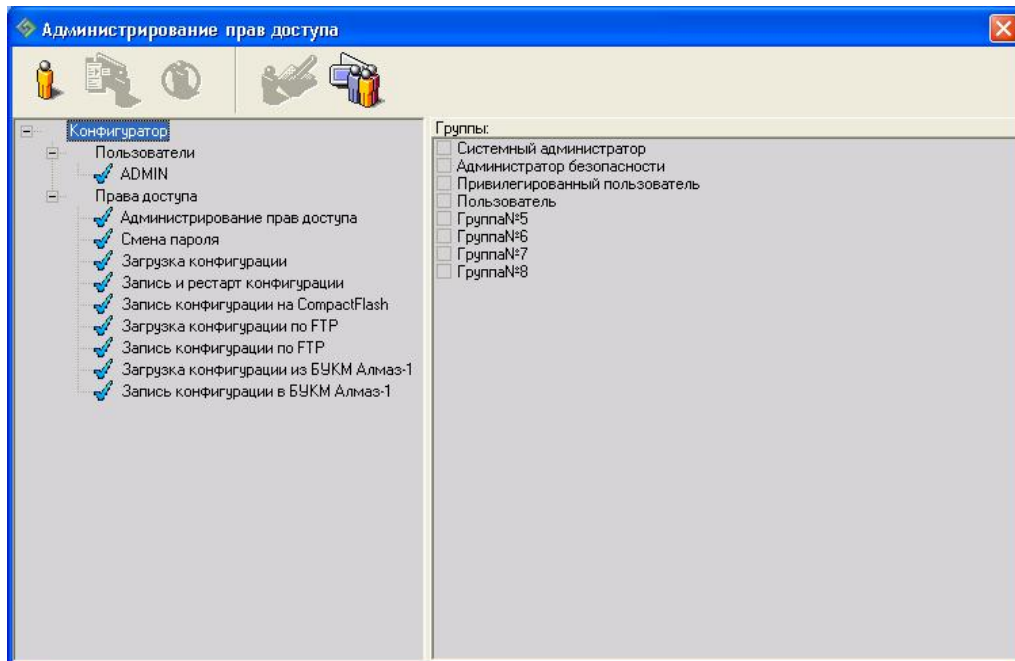 Администрирование прав доступа
Конфигуратор
Пользователи
ADMIN
Права доступа
Администрирование прав доступа
Смена пароля
Загрузка конфигурации
Запись и рестарт конфигурации
Запись конфигурации на CompactFlash
Загрузка конфигурации по FTP
Запись конфигурации по FTP
Загрузка конфигурации из БУКМ Алмаз-1
Запись конфигурации в БУКМ Алмаз-1
Группы:
Системный администратор
Администратор безопасности
Привилегированный пользователь
Пользователь
Группа№5
Группа№6
Группа№7
Группа№8